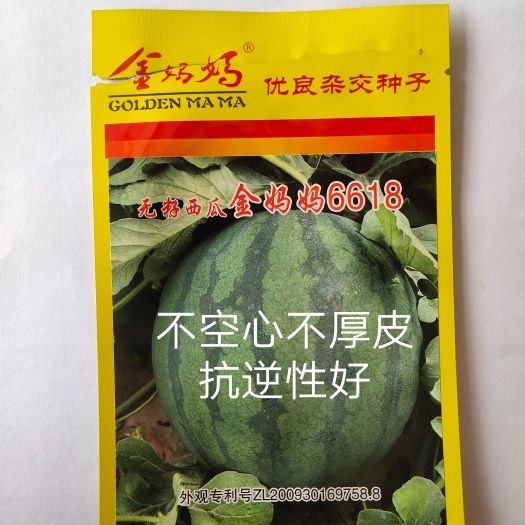 金妈妈®
GOLDEN MA MA
优良杂交种子
无籽西瓜金妈妈6618
不空心不厚皮
抗逆性好
外观专利号ZL200930169758.8